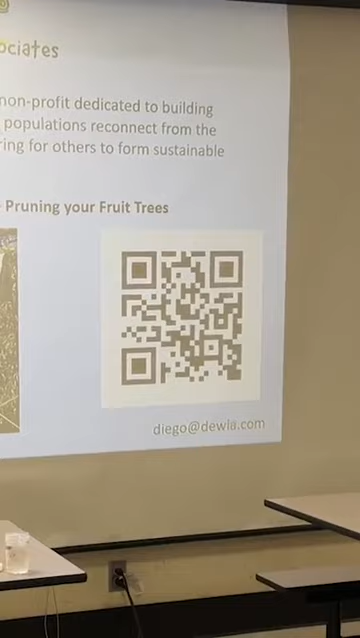 ociates
non-profit dedicated to building
populations reconnect from the
ring for others to form sustainable
Pruning your Fruit Trees
diego@dewla.com